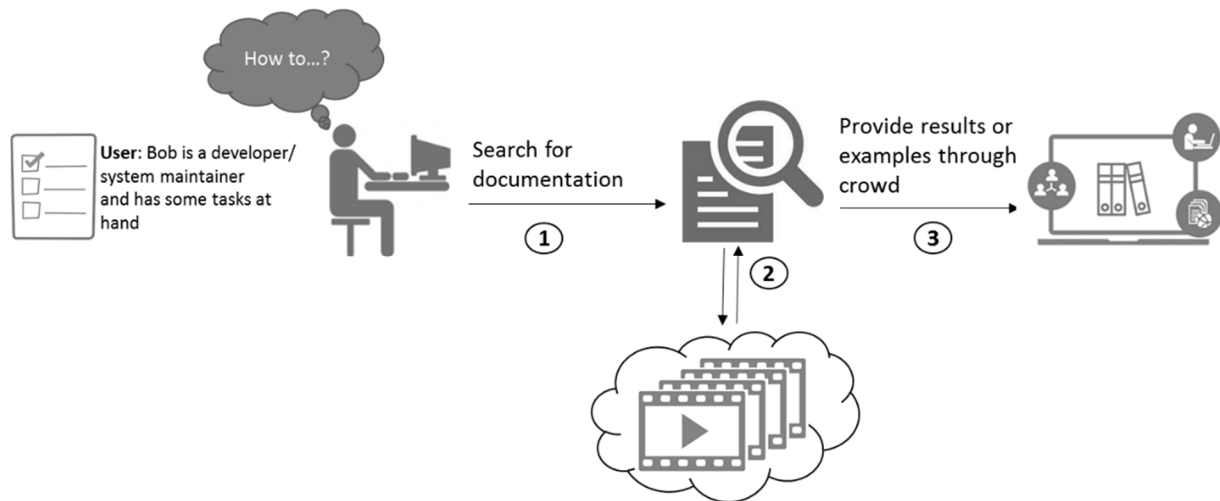 How to...?
User: Bob is a developer/
system maintainer
and has some tasks at
hand
Search for
documentation
1
2
Provide results or
examples through
crowd
3